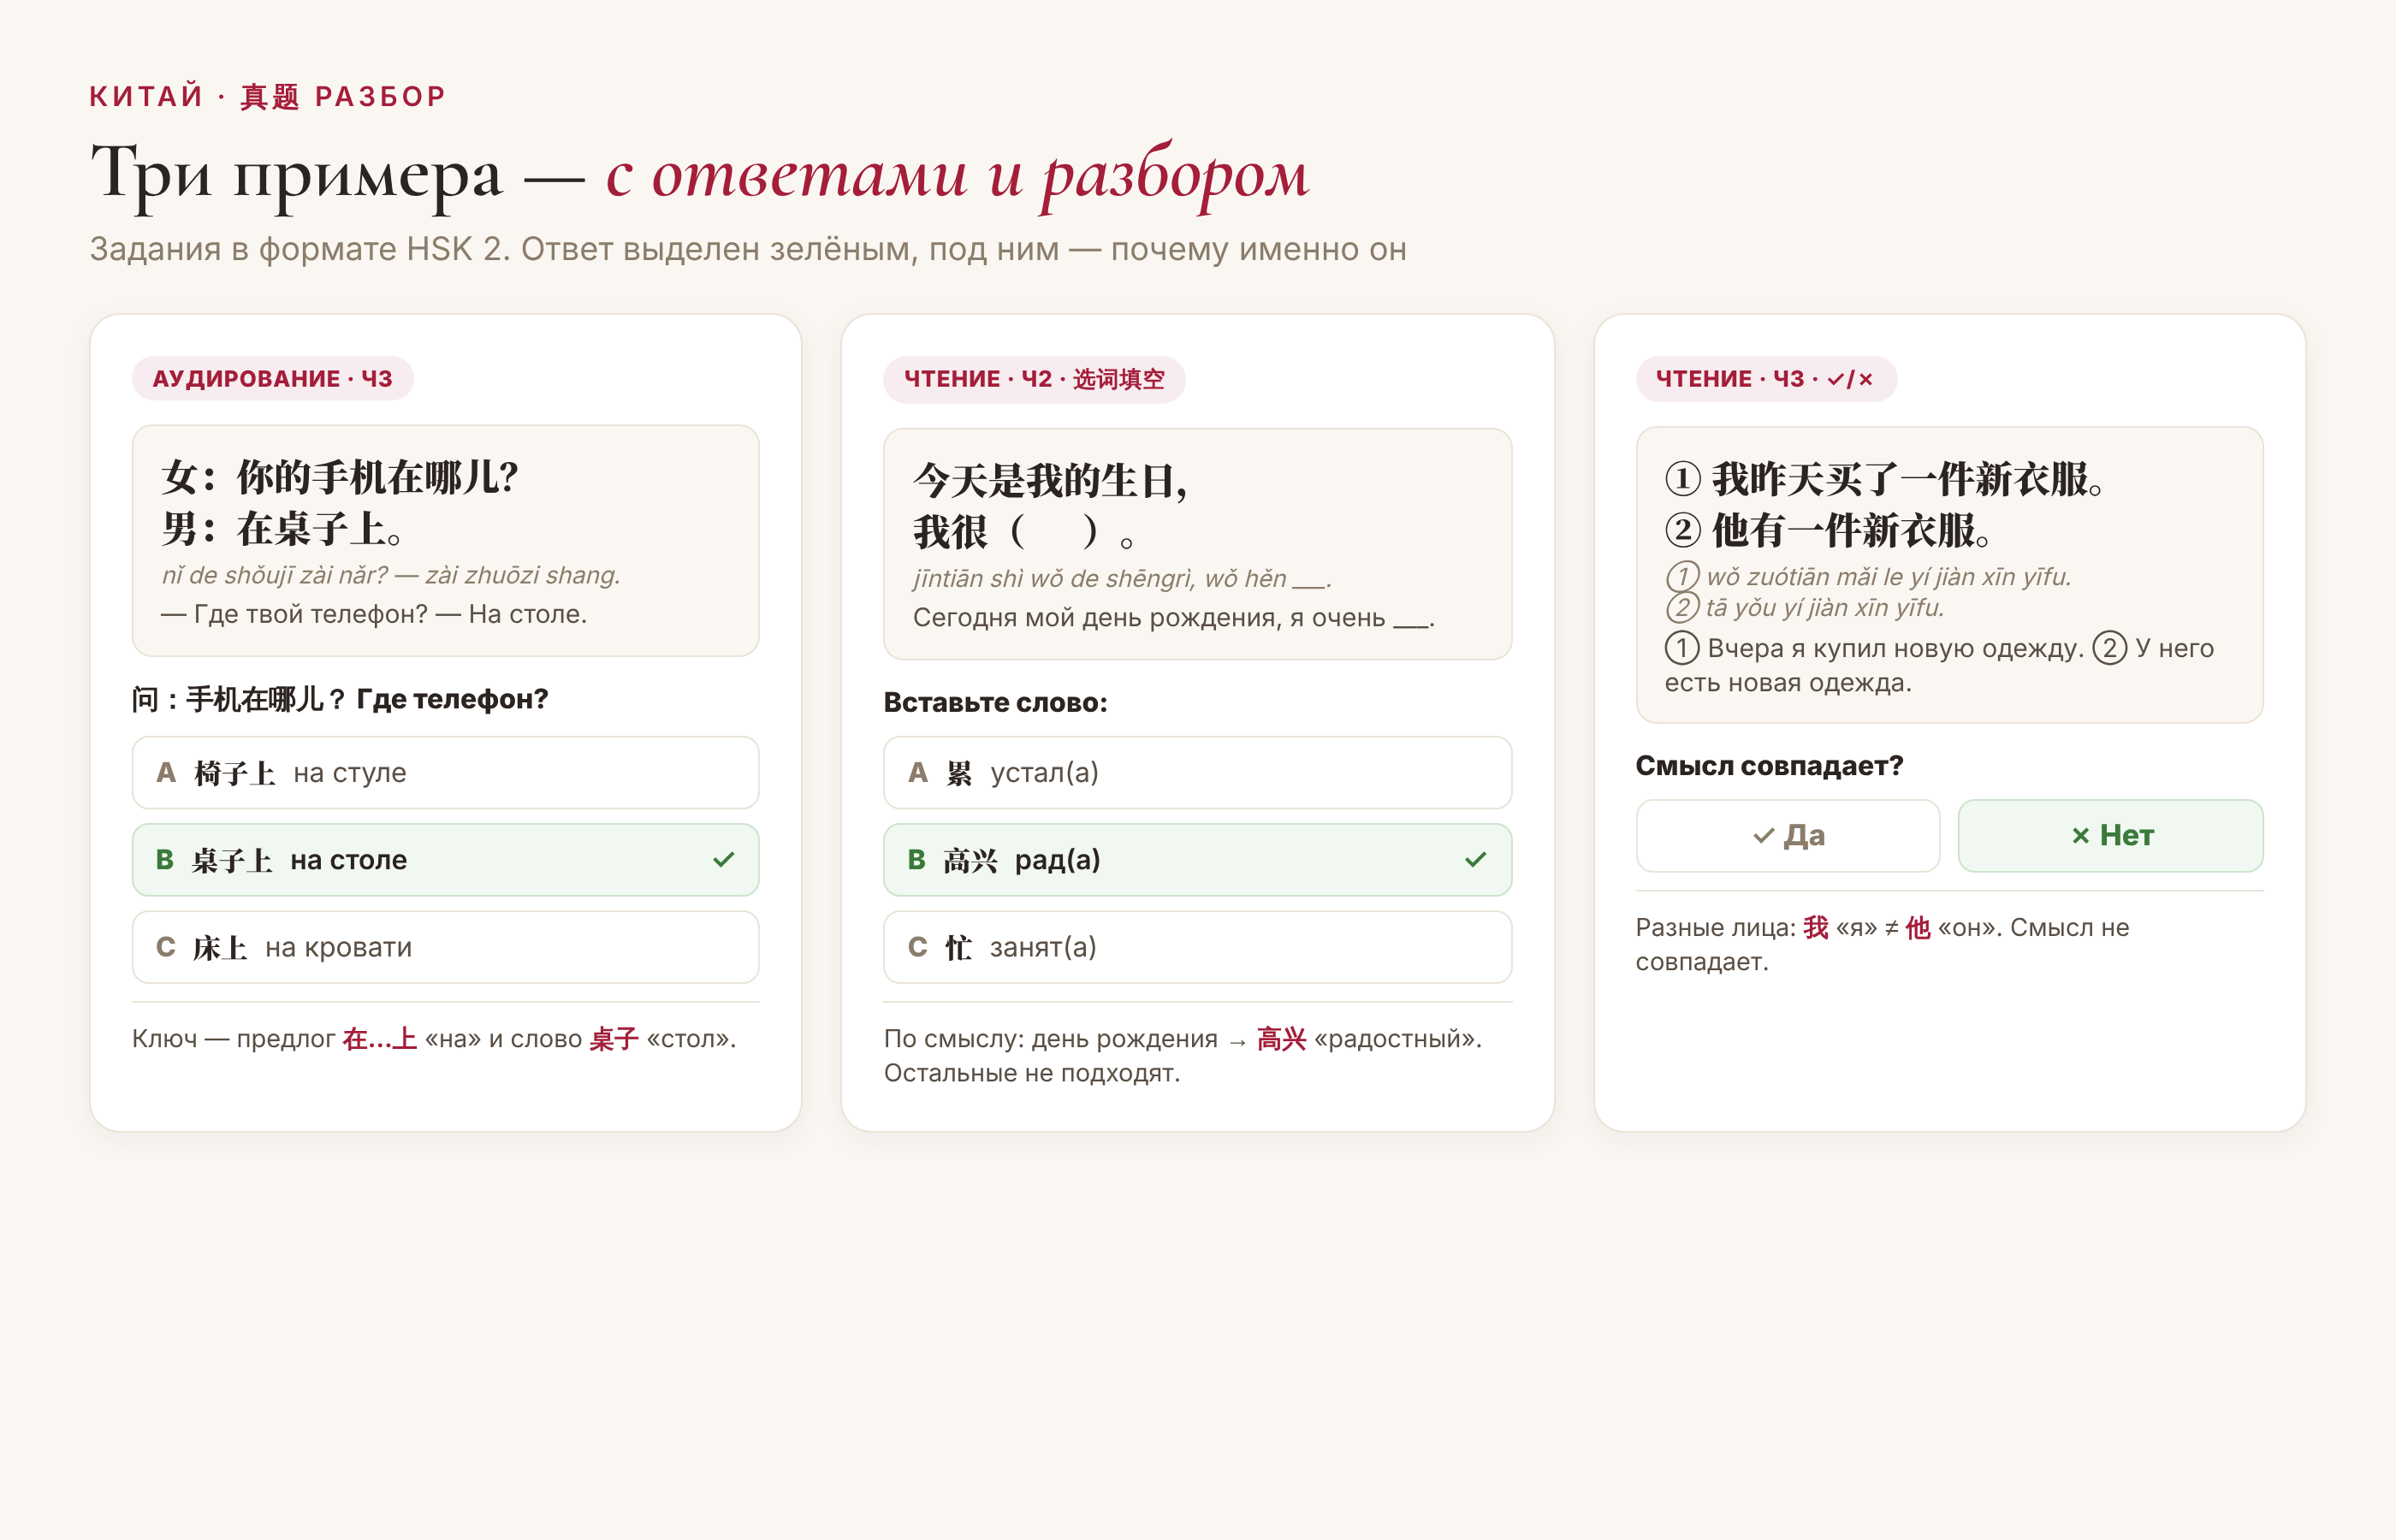 КИТАЙ · 真题 РАЗБОР
Три примера — с ответами и разбором
Задания в формате HSK 2. Ответ выделен зелёным, под ним — почему именно он
АУДИРОВАНИЕ · Ч3
女：你的手机在哪儿？
男：在桌子上。
nǐ de shǒujī zài nǎr? — zài zhuōzi shang.
— Где твой телефон? — На столе.
问：手机在哪儿？ Где телефон?
A 椅子上 на стуле
B 桌子上 на столе ✓
C 床上 на кровати
Ключ — предлог 在…上 «на» и слово 桌子 «стол».
ЧТЕНИЕ · Ч2 · 选词填空
今天是我的生日，
我很（ ）。
jīntiān shì wǒ de shēngrì, wǒ hěn ___.
Сегодня мой день рождения, я очень ___.
Вставьте слово:
A 累 устал(а)
B 高兴 рад(а) ✓
C 忙 занят(а)
По смыслу: день рождения → 高兴 «радостный».
Остальные не подходят.
ЧТЕНИЕ · Ч3 · ✓/×
① 我昨天买了一件新衣服。
② 他有一件新衣服。
① wǒ zuótiān mǎi le yí jiàn xīn yīfu.
② tā yǒu yí jiàn xīn yīfu.
① Вчера я купил новую одежду. ② У него
есть новая одежда.
Смысл совпадает?
✓ Да
× Нет
Разные лица: 我 «я» ≠ 他 «он». Смысл не
совпадает.